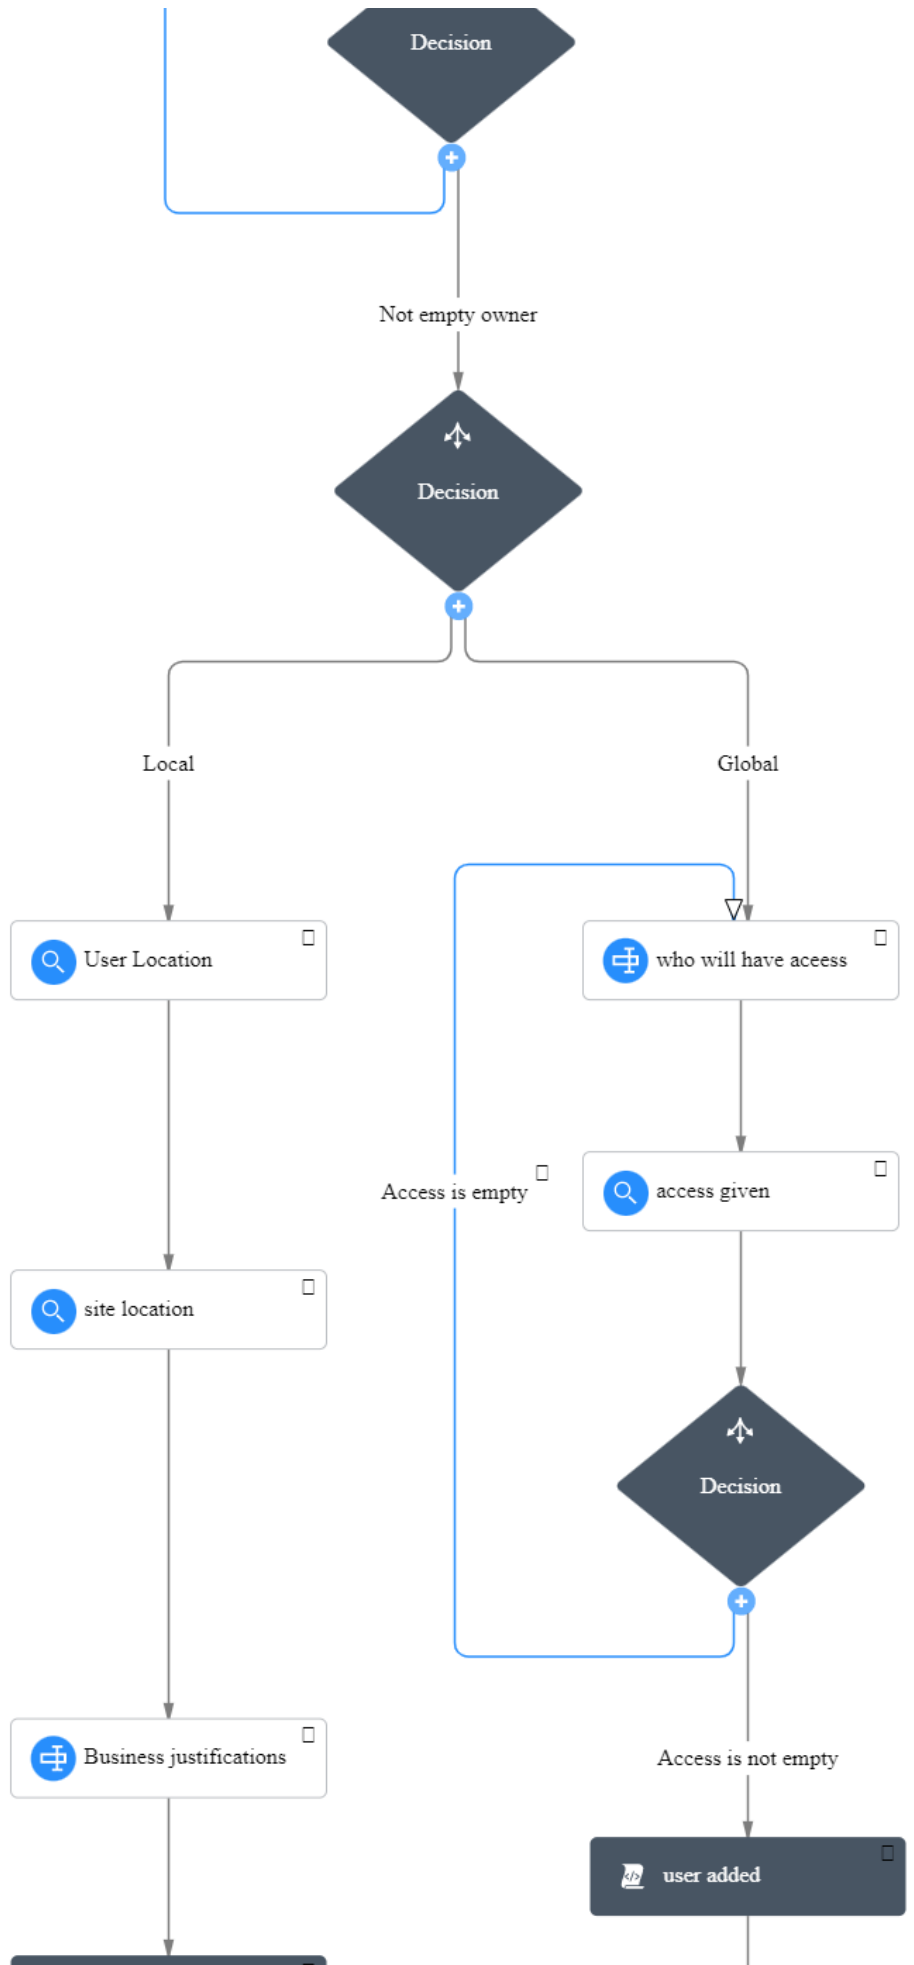 Decision
Not empty owner
Decision
Local
Global
User Location
who will have aceess
Access is empty
access given
site location
Decision
Business justifications
Access is not empty
user added